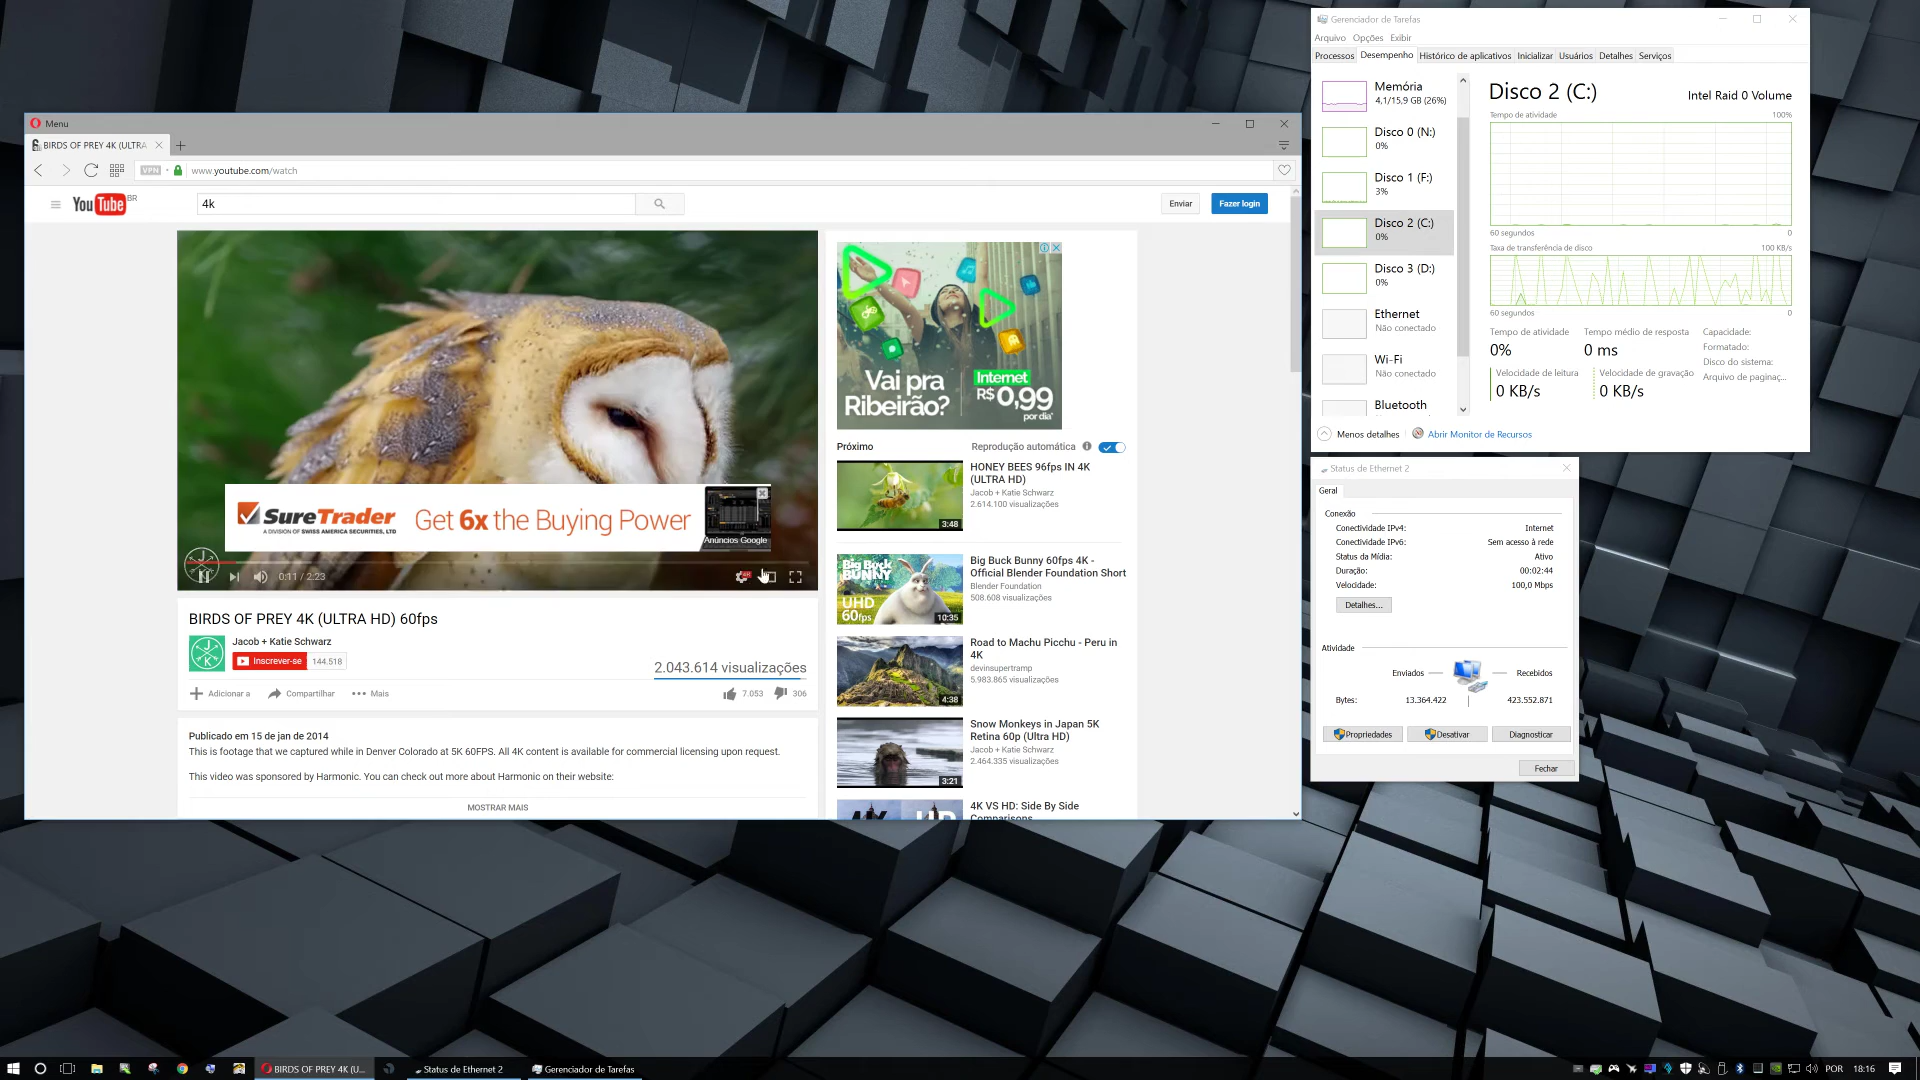 Menu
BIRDS OF PREY 4K (ULTRA
VPN
www.youtube.com/watch
YouTube BR
4k
Enviar
Fazer login
SureTrader
A DIVISION OF SWISS AMERICA SECURITIES, LTD
Get 6x the Buying Power
Anúncios Google
0:11 / 2:23
BIRDS OF PREY 4K (ULTRA HD) 60fps
Jacob + Katie Schwarz
Inscrever-se
144.518
2.043.614 visualizações
Adicionar a
Compartilhar
Mais
7.053
306
Publicado em 15 de jan de 2014
This is footage that we captured while in Denver Colorado at 5K 60FPS. All 4K content is available for commercial licensing upon request.
This video was sponsored by Harmonic. You can check out more about Harmonic on their website:
MOSTRAR MAIS
Vai pra
Ribeirão?
Internet
R$0,99
por dia*
Próximo
Reprodução automática
HONEY BEES 96fps IN 4K
(ULTRA HD)
Jacob + Katie Schwarz
2.614.100 visualizações
3:48
Big Buck Bunny 60fps 4K -
Official Blender Foundation Short
Blender Foundation
508.608 visualizações
BIG BUCK
BUNNY
UHD
60fps
10:35
Road to Machu Picchu - Peru in
4K
devinsupertramp
5.983.865 visualizações
4:38
Snow Monkeys in Japan 5K
Retina 60p (Ultra HD)
Jacob + Katie Schwarz
2.464.335 visualizações
3:21
4K VS HD: Side By Side
Comparisons
Gerenciador de Tarefas
Arquivo Opções Exibir
Processos Desempenho Histórico de aplicativos Inicializar Usuários Detalhes Serviços
Memória
4,1/15,9 GB (26%)
Disco 0 (N:)
0%
Disco 1 (F:)
3%
Disco 2 (C:)
0%
Disco 3 (D:)
0%
Ethernet
Não conectado
Wi-Fi
Não conectado
Bluetooth
Disco 2 (C:)
Intel Raid 0 Volume
Tempo de atividade 100%
60 segundos 0
Taxa de transferência de disco 100 KB/s
60 segundos 0
Tempo de atividade
0%
Tempo médio de resposta
0 ms
Velocidade de leitura
0 KB/s
Velocidade de gravação
0 KB/s
Capacidade:
Formatado:
Disco do sistema:
Arquivo de paginaç...
Menos detalhes
Abrir Monitor de Recursos
Status de Ethernet 2
Geral
Conexão
Conectividade IPv4: Internet
Conectividade IPv6: Sem acesso à rede
Status da Mídia: Ativo
Duração: 00:02:44
Velocidade: 100,0 Mbps
Detalhes...
Atividade
Enviados
Recebidos
Bytes: 13.364.422 423.552.871
Propriedades
Desativar
Diagnosticar
Fechar
BIRDS OF PREY 4K (U...
Status de Ethernet 2
Gerenciador de Tarefas
POR
18:16